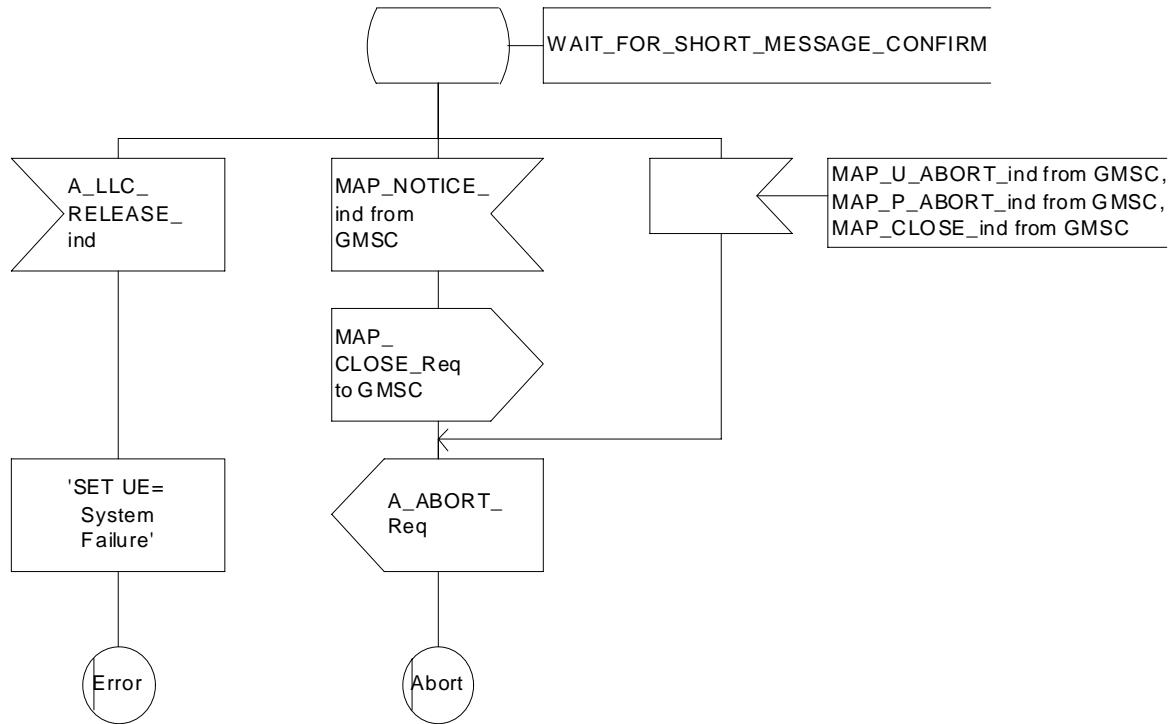 WAIT_FOR_SHORT_MESSAGE_CONFIRM
A_LLC_
RELEASE_
ind
MAP_NOTICE_
ind from
GMSC
MAP_U_ABORT_ind from GMSC,
MAP_P_ABORT_ind from GMSC,
MAP_CLOSE_ind from GMSC
MAP_
CLOSE_Req
to GMSC
'SET UE=
System
Failure'
A_ABORT_
Req
Error
Abort